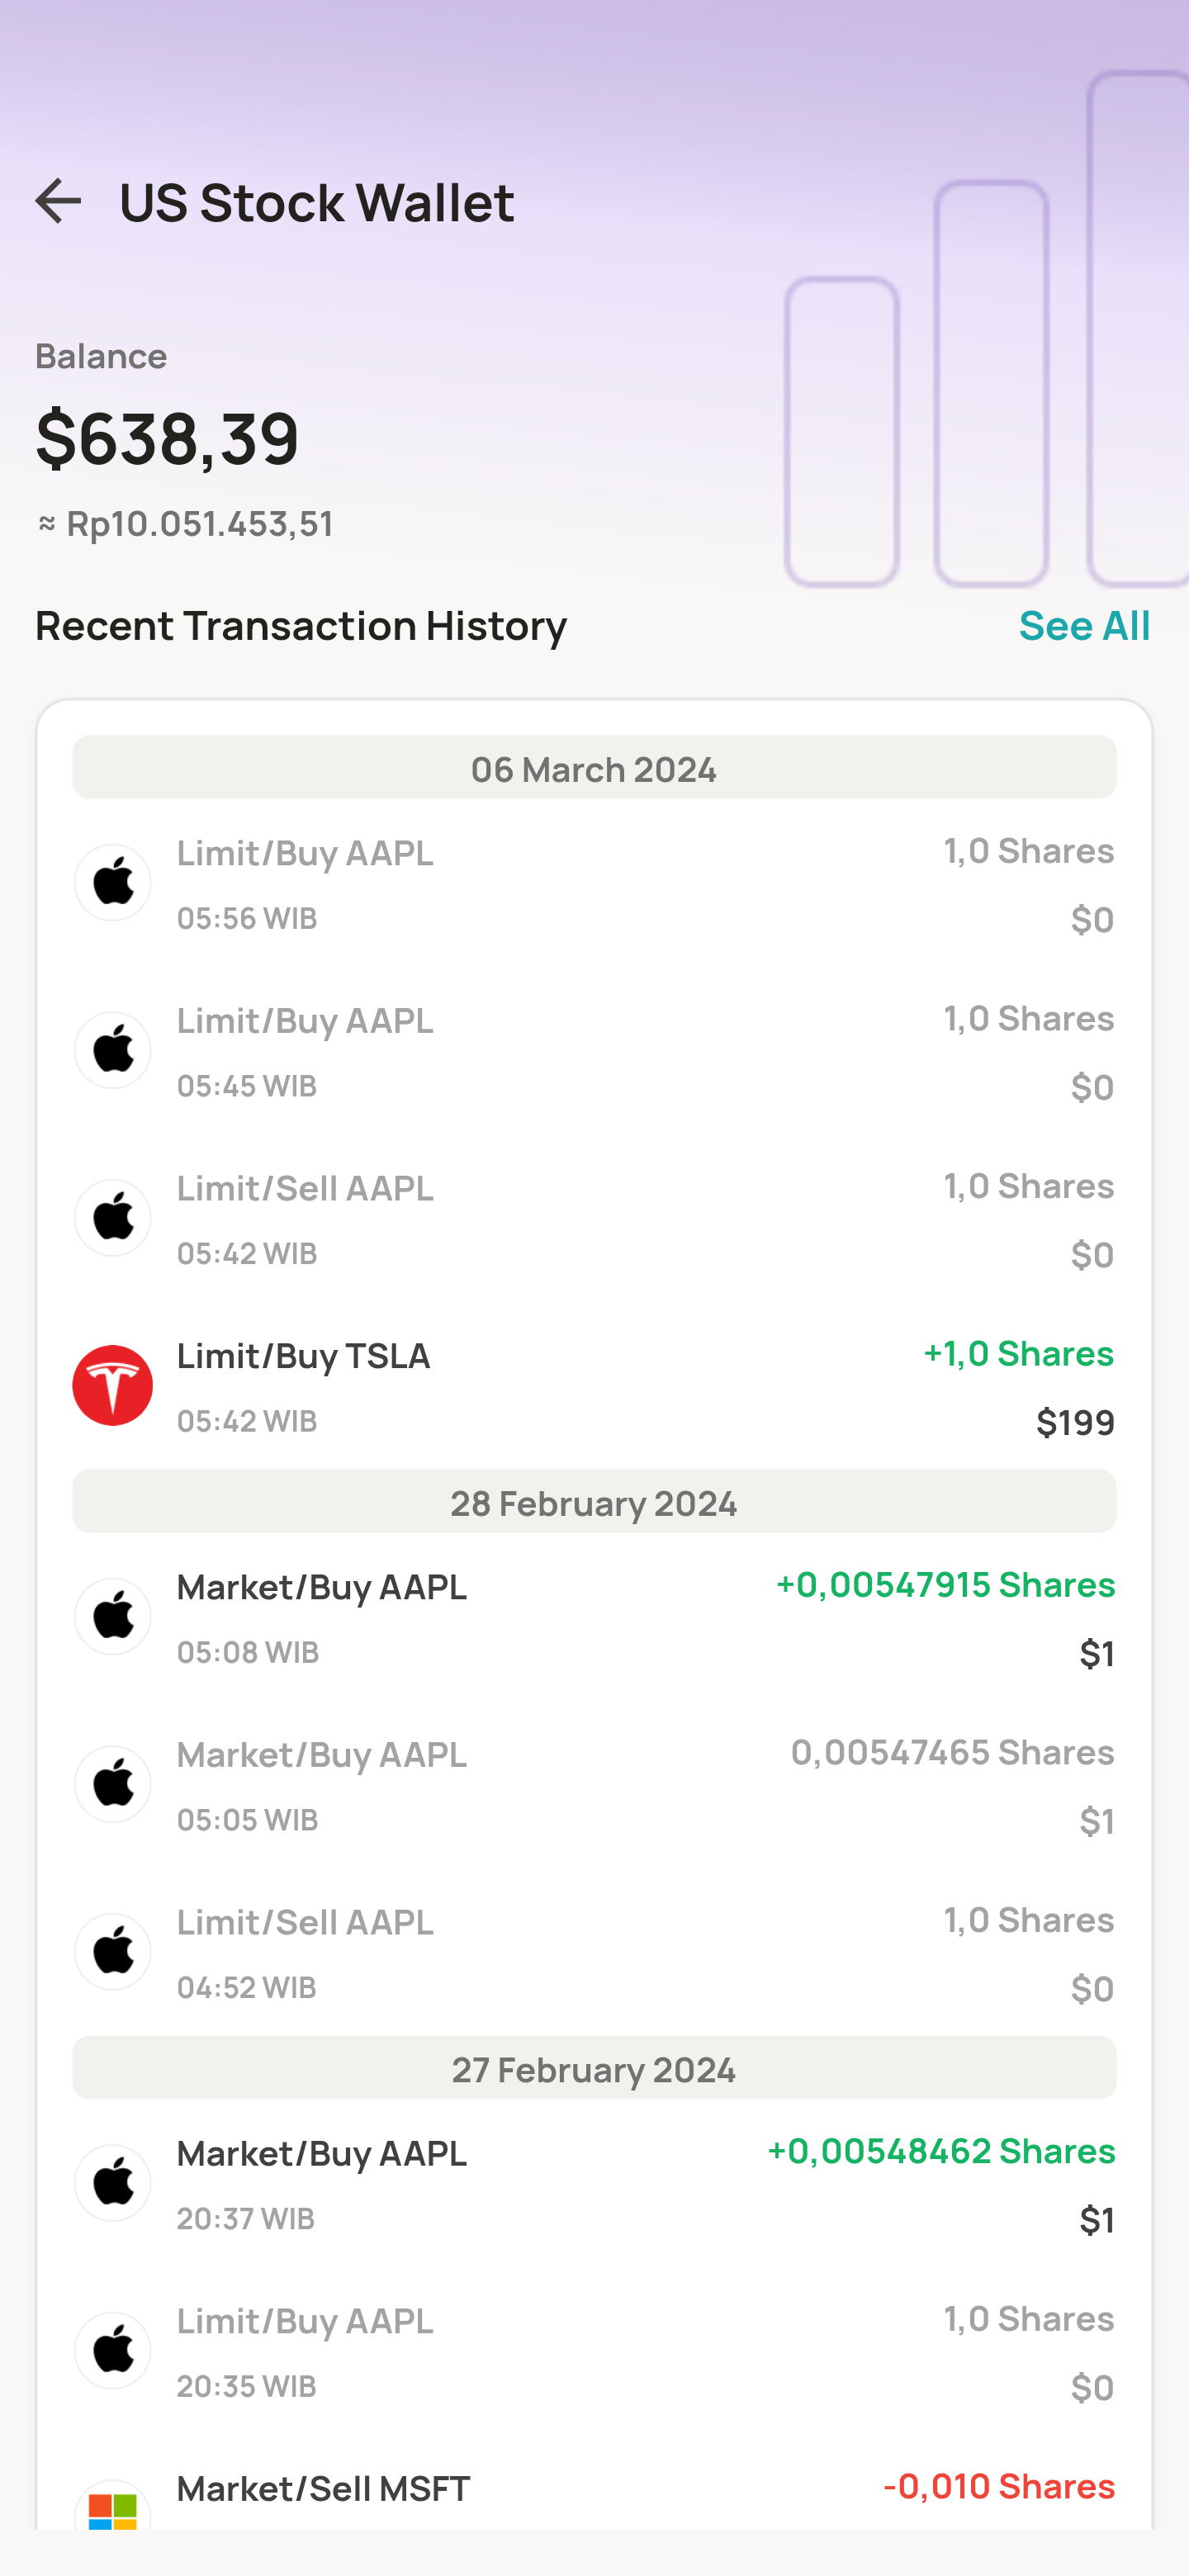 US Stock Wallet
Balance
$638,39
≈ Rp10.051.453,51
Recent Transaction History See All
06 March 2024
Limit/Buy AAPL 1,0 Shares
05:56 WIB $0
Limit/Buy AAPL 1,0 Shares
05:45 WIB $0
Limit/Sell AAPL 1,0 Shares
05:42 WIB $0
Limit/Buy TSLA +1,0 Shares
05:42 WIB $199
28 February 2024
Market/Buy AAPL +0,00547915 Shares
05:08 WIB $1
Market/Buy AAPL 0,00547465 Shares
05:05 WIB $1
Limit/Sell AAPL 1,0 Shares
04:52 WIB $0
27 February 2024
Market/Buy AAPL +0,00548462 Shares
20:37 WIB $1
Limit/Buy AAPL 1,0 Shares
20:35 WIB $0
Market/Sell MSFT -0,010 Shares